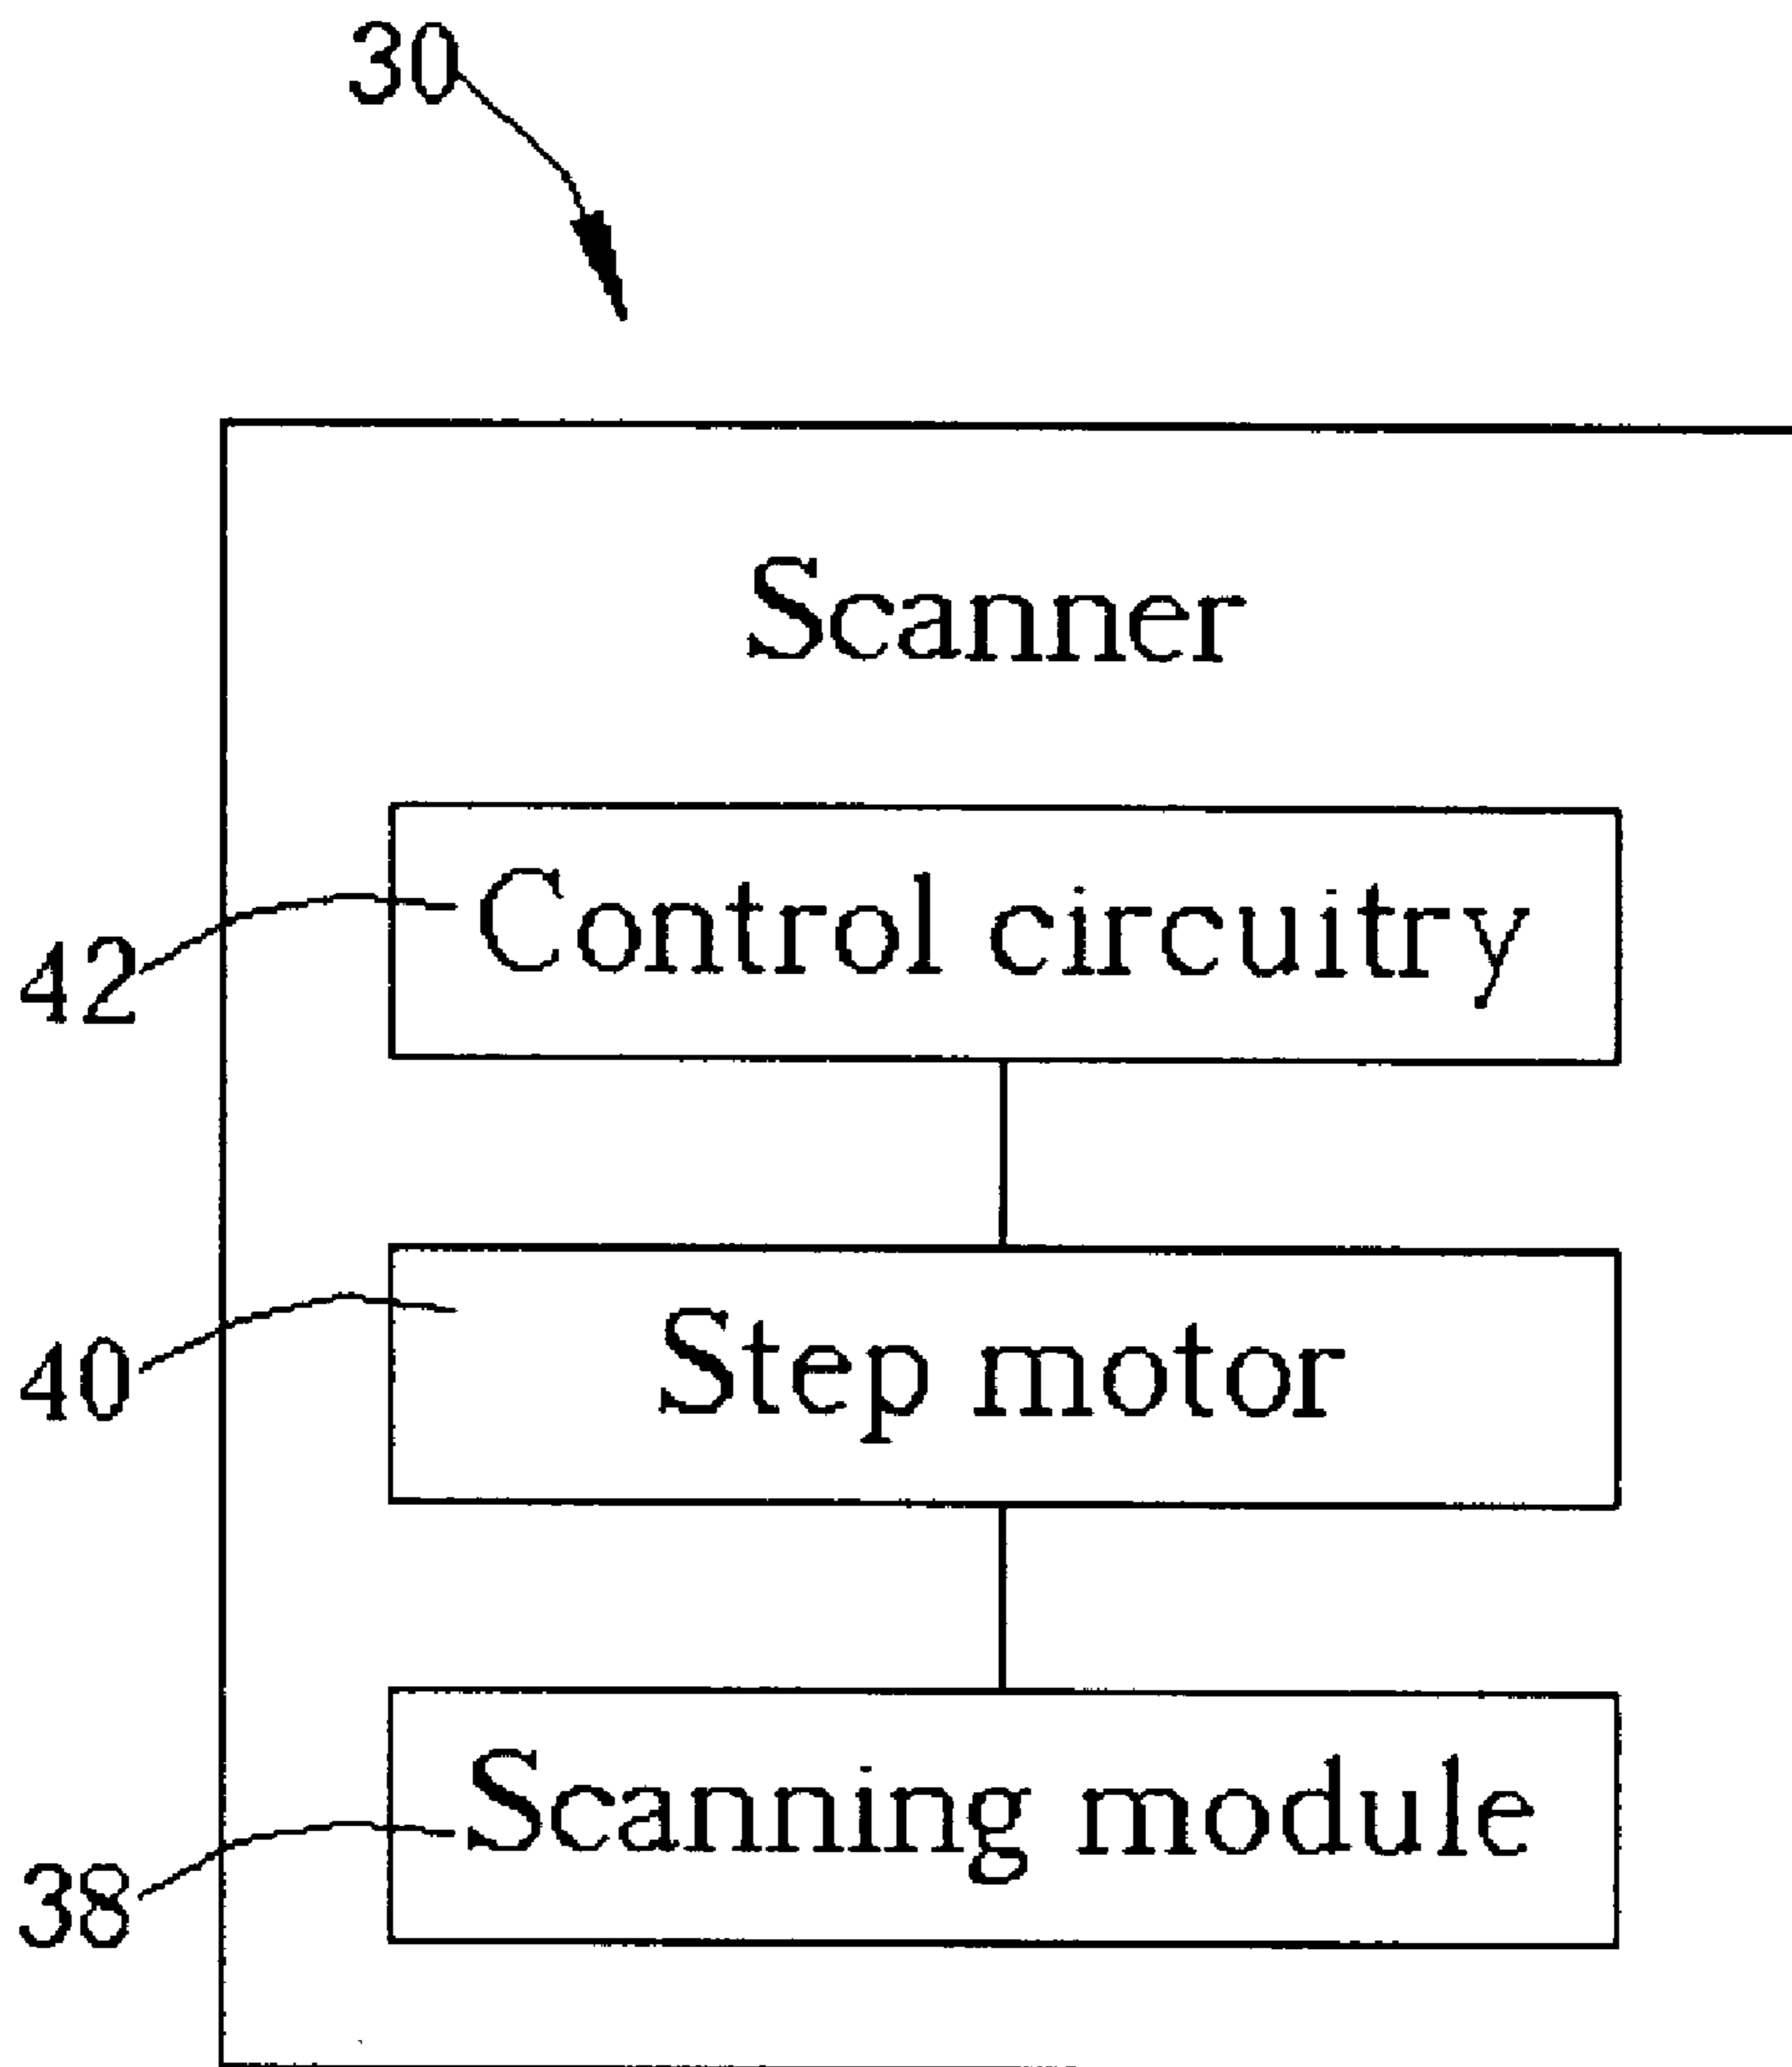 30
Scanner
Control circuitry
42
Step motor
40
Scanning module
38